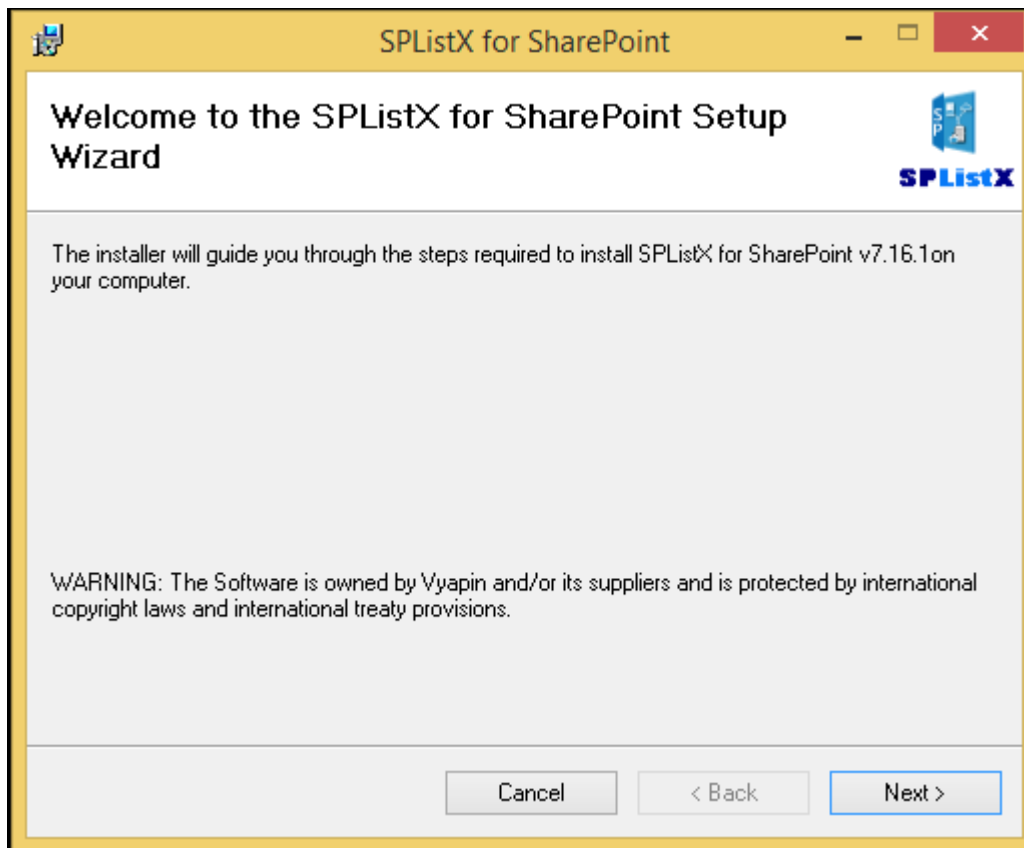 SPListX for SharePoint
Welcome to the SPListX for SharePoint Setup
Wizard
S
P
SPListX
The installer will guide you through the steps required to install SPListX for SharePoint v7.16.1on
your computer.
WARNING: The Software is owned by Vyapin and/or its suppliers and is protected by international
copyright laws and international treaty provisions.
Cancel
< Back
Next >